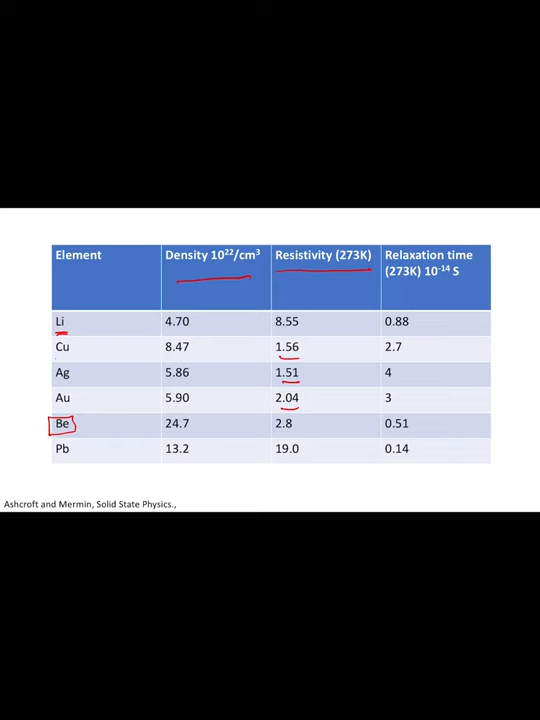 Element Density 10²²/cm³ Resistivity (273K) Relaxation time
(273K) 10⁻¹⁴ S
Li 4.70 8.55 0.88
Cu 8.47 1.56 2.7
Ag 5.86 1.51 4
Au 5.90 2.04 3
Be 24.7 2.8 0.51
Pb 13.2 19.0 0.14
Ashcroft and Mermin, Solid State Physics.,